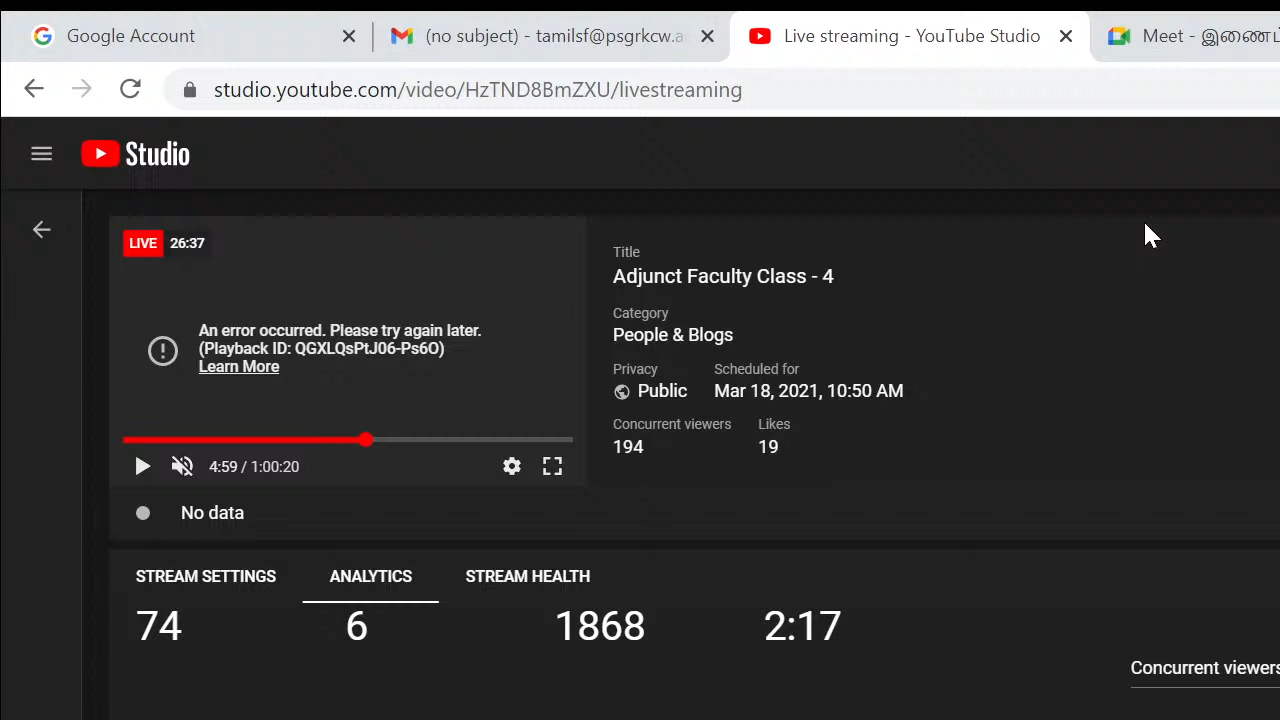 Google Account
(no subject) - tamilsf@psgrkcw.a
Live streaming - YouTube Studio
Meet - இணைய
studio.youtube.com/video/HzTND8BmZXU/livestreaming
Studio
LIVE 26:37
An error occurred. Please try again later.
(Playback ID: QGXLQsPtJ06-Ps6O)
Learn More
4:59 / 1:00:20
No data
Title
Adjunct Faculty Class - 4
Category
People & Blogs
Privacy Scheduled for
Public Mar 18, 2021, 10:50 AM
Concurrent viewers Likes
194 19
STREAM SETTINGS ANALYTICS STREAM HEALTH
74 6 1868 2:17
Concurrent viewers